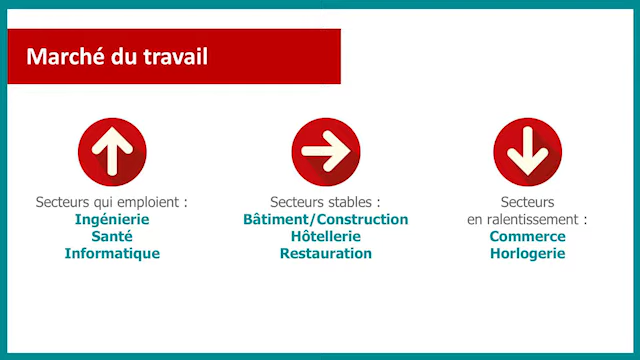 Marché du travail
Secteurs qui emploient :
Ingénierie
Santé
Informatique
Secteurs stables :
Bâtiment/Construction
Hôtellerie
Restauration
Secteurs
en ralentissement :
Commerce
Horlogerie